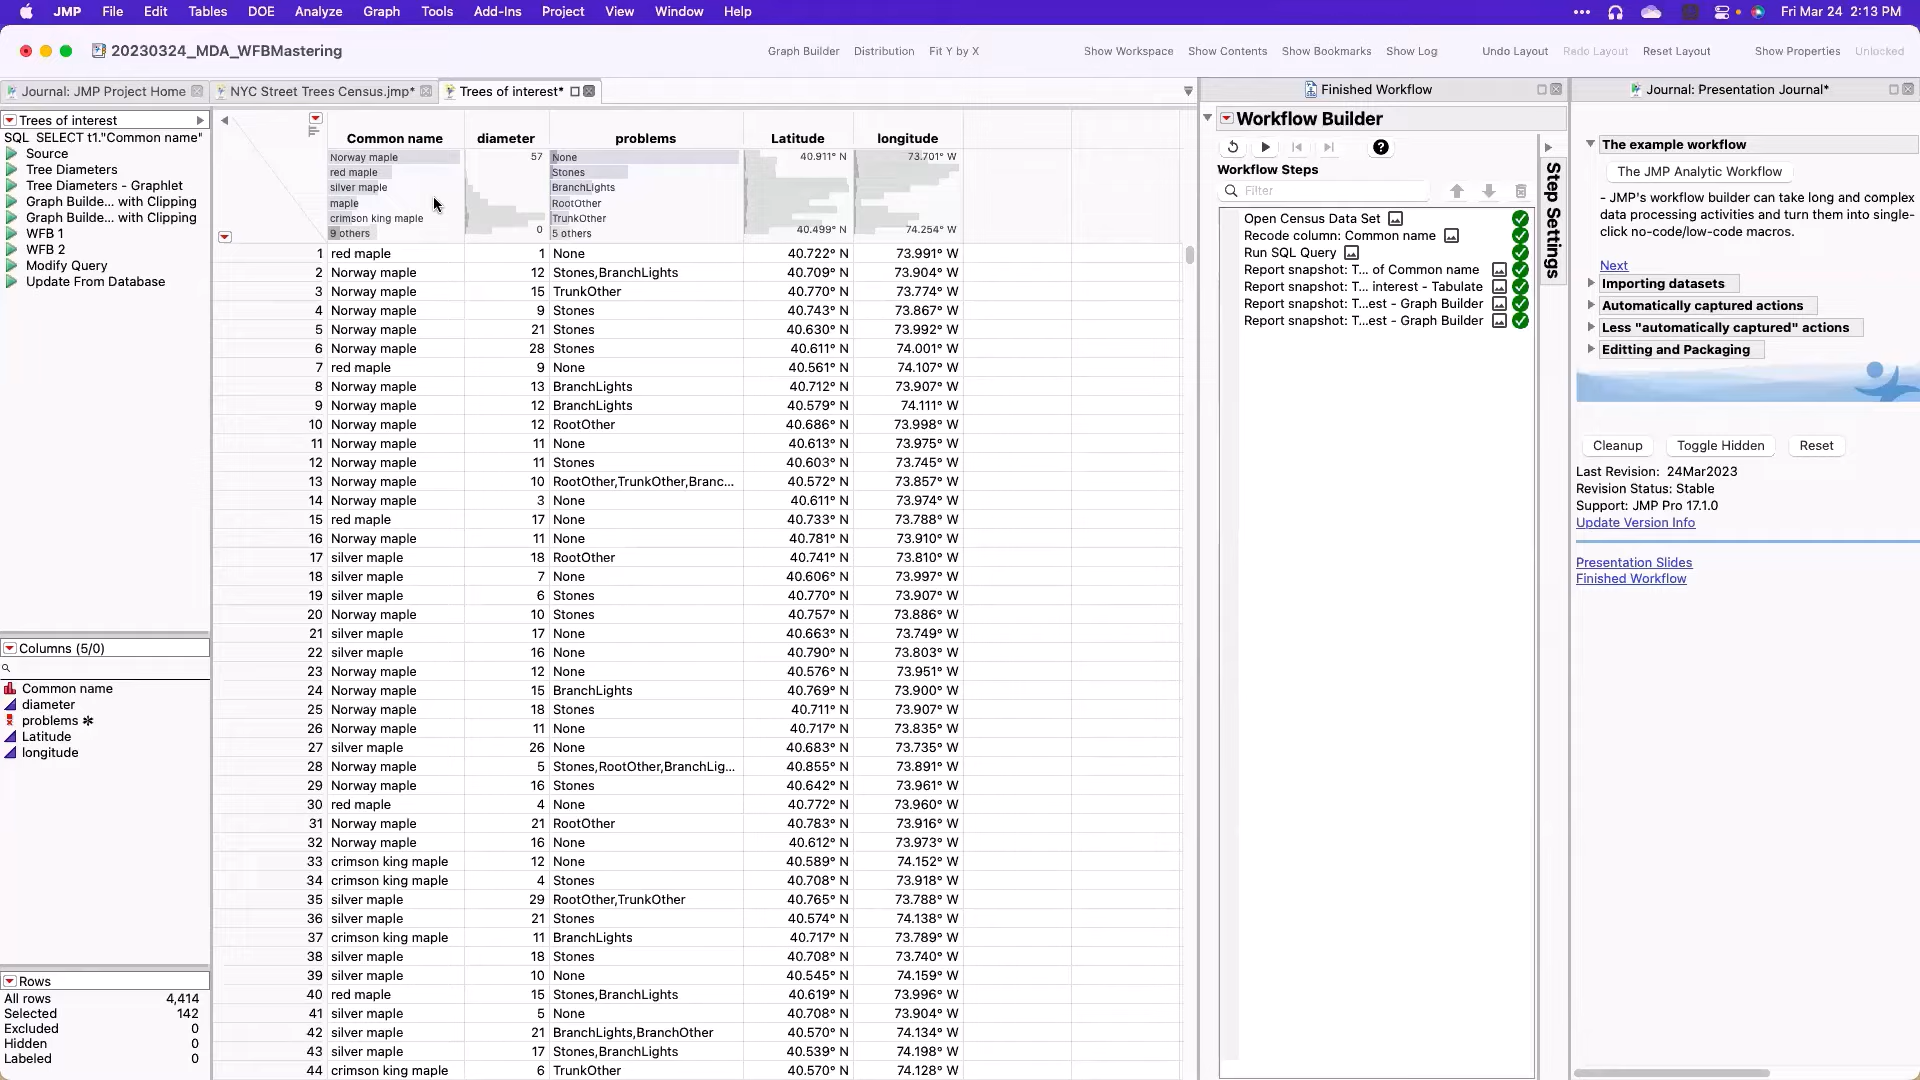 JMP File Edit Tables DOE Analyze Graph Tools Add-Ins Project View Window Help Fri Mar 24 2:13 PM
20230324_MDA_WFBMastering Graph Builder Distribution Fit Y by X Show Workspace Show Contents Show Bookmarks Show Log Undo Layout Redo Layout Reset Layout Show Properties Unlocked
Journal: JMP Project Home NYC Street Trees Census.jmp* Trees of interest*
Trees of interest
SQL SELECT t1."Common name"
Source
Tree Diameters
Tree Diameters - Graphlet
Graph Builde... with Clipping
Graph Builde... with Clipping
WFB 1
WFB 2
Modify Query
Update From Database
Columns (5/0)
Common name
diameter
problems *
Latitude
longitude
Rows
All rows 4,414
Selected 142
Excluded 0
Hidden 0
Labeled 0
Common name diameter problems Latitude longitude
Norway maple 57 None 40.911° N 73.701° W
red maple Stones
silver maple BranchLights
maple RootOther
crimson king maple TrunkOther
9 others 0 5 others 40.499° N 74.254° W
1 red maple 1 None 40.722° N 73.991° W
2 Norway maple 12 Stones,BranchLights 40.709° N 73.904° W
3 Norway maple 15 TrunkOther 40.770° N 73.774° W
4 Norway maple 9 Stones 40.743° N 73.867° W
5 Norway maple 21 Stones 40.630° N 73.992° W
6 Norway maple 28 Stones 40.611° N 74.001° W
7 red maple 9 None 40.561° N 74.107° W
8 Norway maple 13 BranchLights 40.712° N 73.907° W
9 Norway maple 12 BranchLights 40.579° N 74.111° W
10 Norway maple 12 RootOther 40.686° N 73.998° W
11 Norway maple 11 None 40.613° N 73.975° W
12 Norway maple 11 Stones 40.603° N 73.745° W
13 Norway maple 10 RootOther,TrunkOther,Branc... 40.572° N 73.857° W
14 Norway maple 3 None 40.611° N 73.974° W
15 red maple 17 None 40.733° N 73.788° W
16 Norway maple 11 None 40.781° N 73.910° W
17 silver maple 18 RootOther 40.741° N 73.810° W
18 silver maple 7 None 40.606° N 73.997° W
19 silver maple 6 Stones 40.770° N 73.907° W
20 Norway maple 10 Stones 40.757° N 73.886° W
21 silver maple 17 None 40.663° N 73.749° W
22 silver maple 16 None 40.790° N 73.803° W
23 Norway maple 12 None 40.576° N 73.951° W
24 Norway maple 15 BranchLights 40.769° N 73.900° W
25 Norway maple 18 Stones 40.711° N 73.907° W
26 Norway maple 11 None 40.717° N 73.835° W
27 silver maple 26 None 40.683° N 73.735° W
28 Norway maple 5 Stones,RootOther,BranchLig... 40.855° N 73.891° W
29 Norway maple 16 Stones 40.642° N 73.961° W
30 red maple 4 None 40.772° N 73.960° W
31 Norway maple 21 RootOther 40.783° N 73.916° W
32 Norway maple 16 None 40.612° N 73.973° W
33 crimson king maple 12 None 40.589° N 74.152° W
34 crimson king maple 4 Stones 40.708° N 73.918° W
35 silver maple 29 RootOther,TrunkOther 40.765° N 73.788° W
36 silver maple 21 Stones 40.574° N 74.138° W
37 crimson king maple 11 BranchLights 40.717° N 73.789° W
38 silver maple 18 Stones 40.708° N 73.740° W
39 silver maple 10 None 40.545° N 74.159° W
40 red maple 15 Stones,BranchLights 40.619° N 73.996° W
41 silver maple 5 None 40.708° N 73.904° W
42 silver maple 21 BranchLights,BranchOther 40.570° N 74.134° W
43 silver maple 17 Stones,BranchLights 40.539° N 74.198° W
44 crimson king maple 6 TrunkOther 40.570° N 74.128° W
Finished Workflow
Workflow Builder
Workflow Steps
Filter
Open Census Data Set
Recode column: Common name
Run SQL Query
Report snapshot: T... of Common name
Report snapshot: T... interest - Tabulate
Report snapshot: T...est - Graph Builder
Report snapshot: T...est - Graph Builder
Step Settings
Journal: Presentation Journal*
The example workflow
The JMP Analytic Workflow
- JMP's workflow builder can take long and complex
data processing activities and turn them into single-
click no-code/low-code macros.
Next
Importing datasets
Automatically captured actions
Less "automatically captured" actions
Editting and Packaging
Cleanup Toggle Hidden Reset
Last Revision: 24Mar2023
Revision Status: Stable
Support: JMP Pro 17.1.0
Update Version Info
Presentation Slides
Finished Workflow